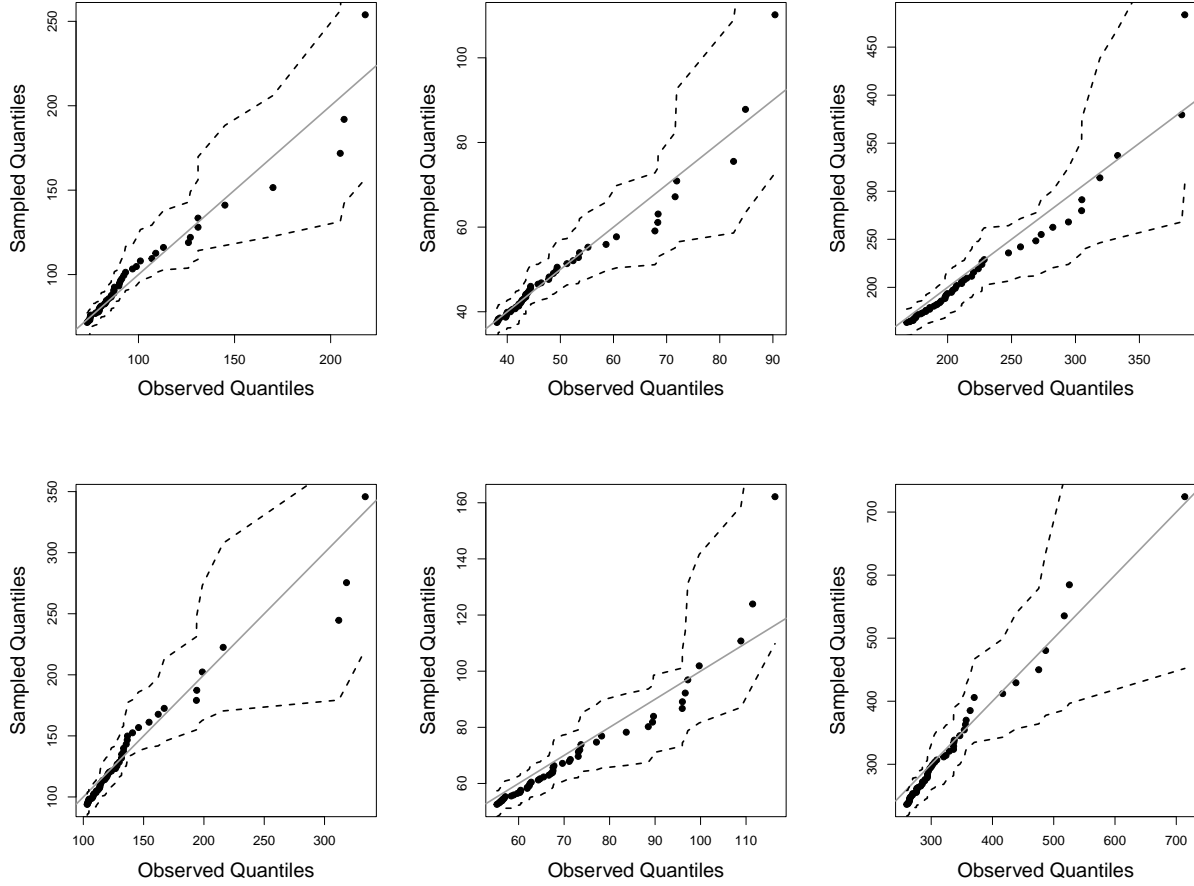 250
200
150
100
Sampled Quantiles
100 150 200
Observed Quantiles
100
80
60
40
Sampled Quantiles
40 50 60 70 80 90
Observed Quantiles
450
400
350
300
250
200
Sampled Quantiles
200 250 300 350
Observed Quantiles
350
300
250
200
150
100
Sampled Quantiles
100 150 200 250 300
Observed Quantiles
160
140
120
100
80
60
Sampled Quantiles
60 70 80 90 100 110
Observed Quantiles
700
600
500
400
300
Sampled Quantiles
300 400 500 600 700
Observed Quantiles